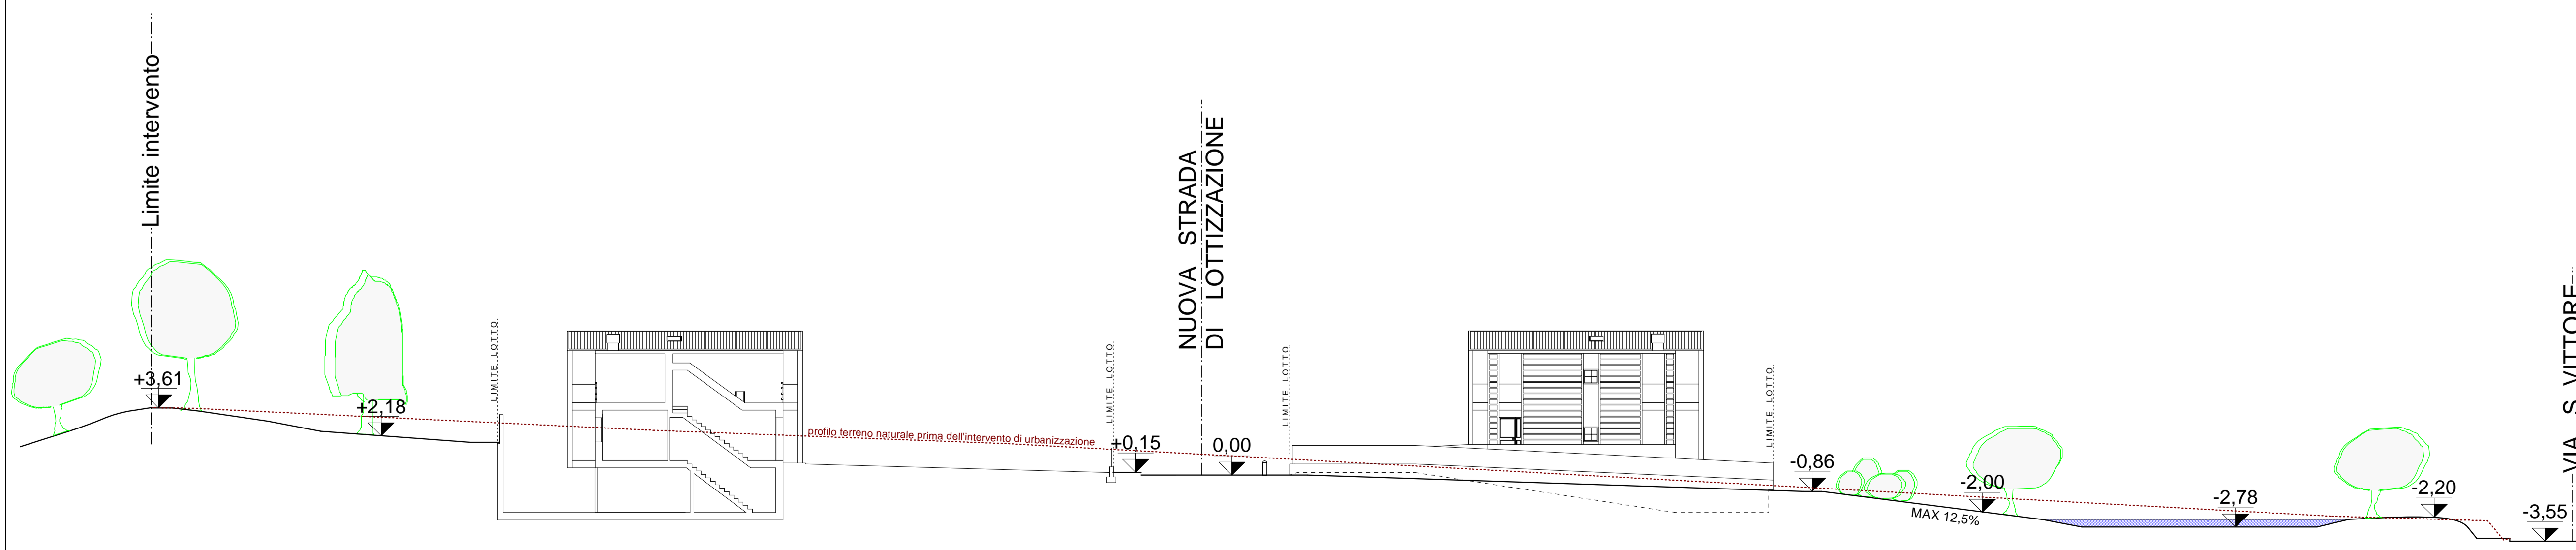 Limite intervento
+3,61
+2,18
LIMITE LOTTO
profilo terreno naturale prima dell'intervento di urbanizzazione
LIMITE LOTTO
+0,15
NUOVA STRADA
DI LOTTIZZAZIONE
0,00
LIMITE LOTTO
LIMITE LOTTO
-0,86
MAX 12,5%
-2,00
-2,78
-2,20
-3,55
VIA S. VITTORE